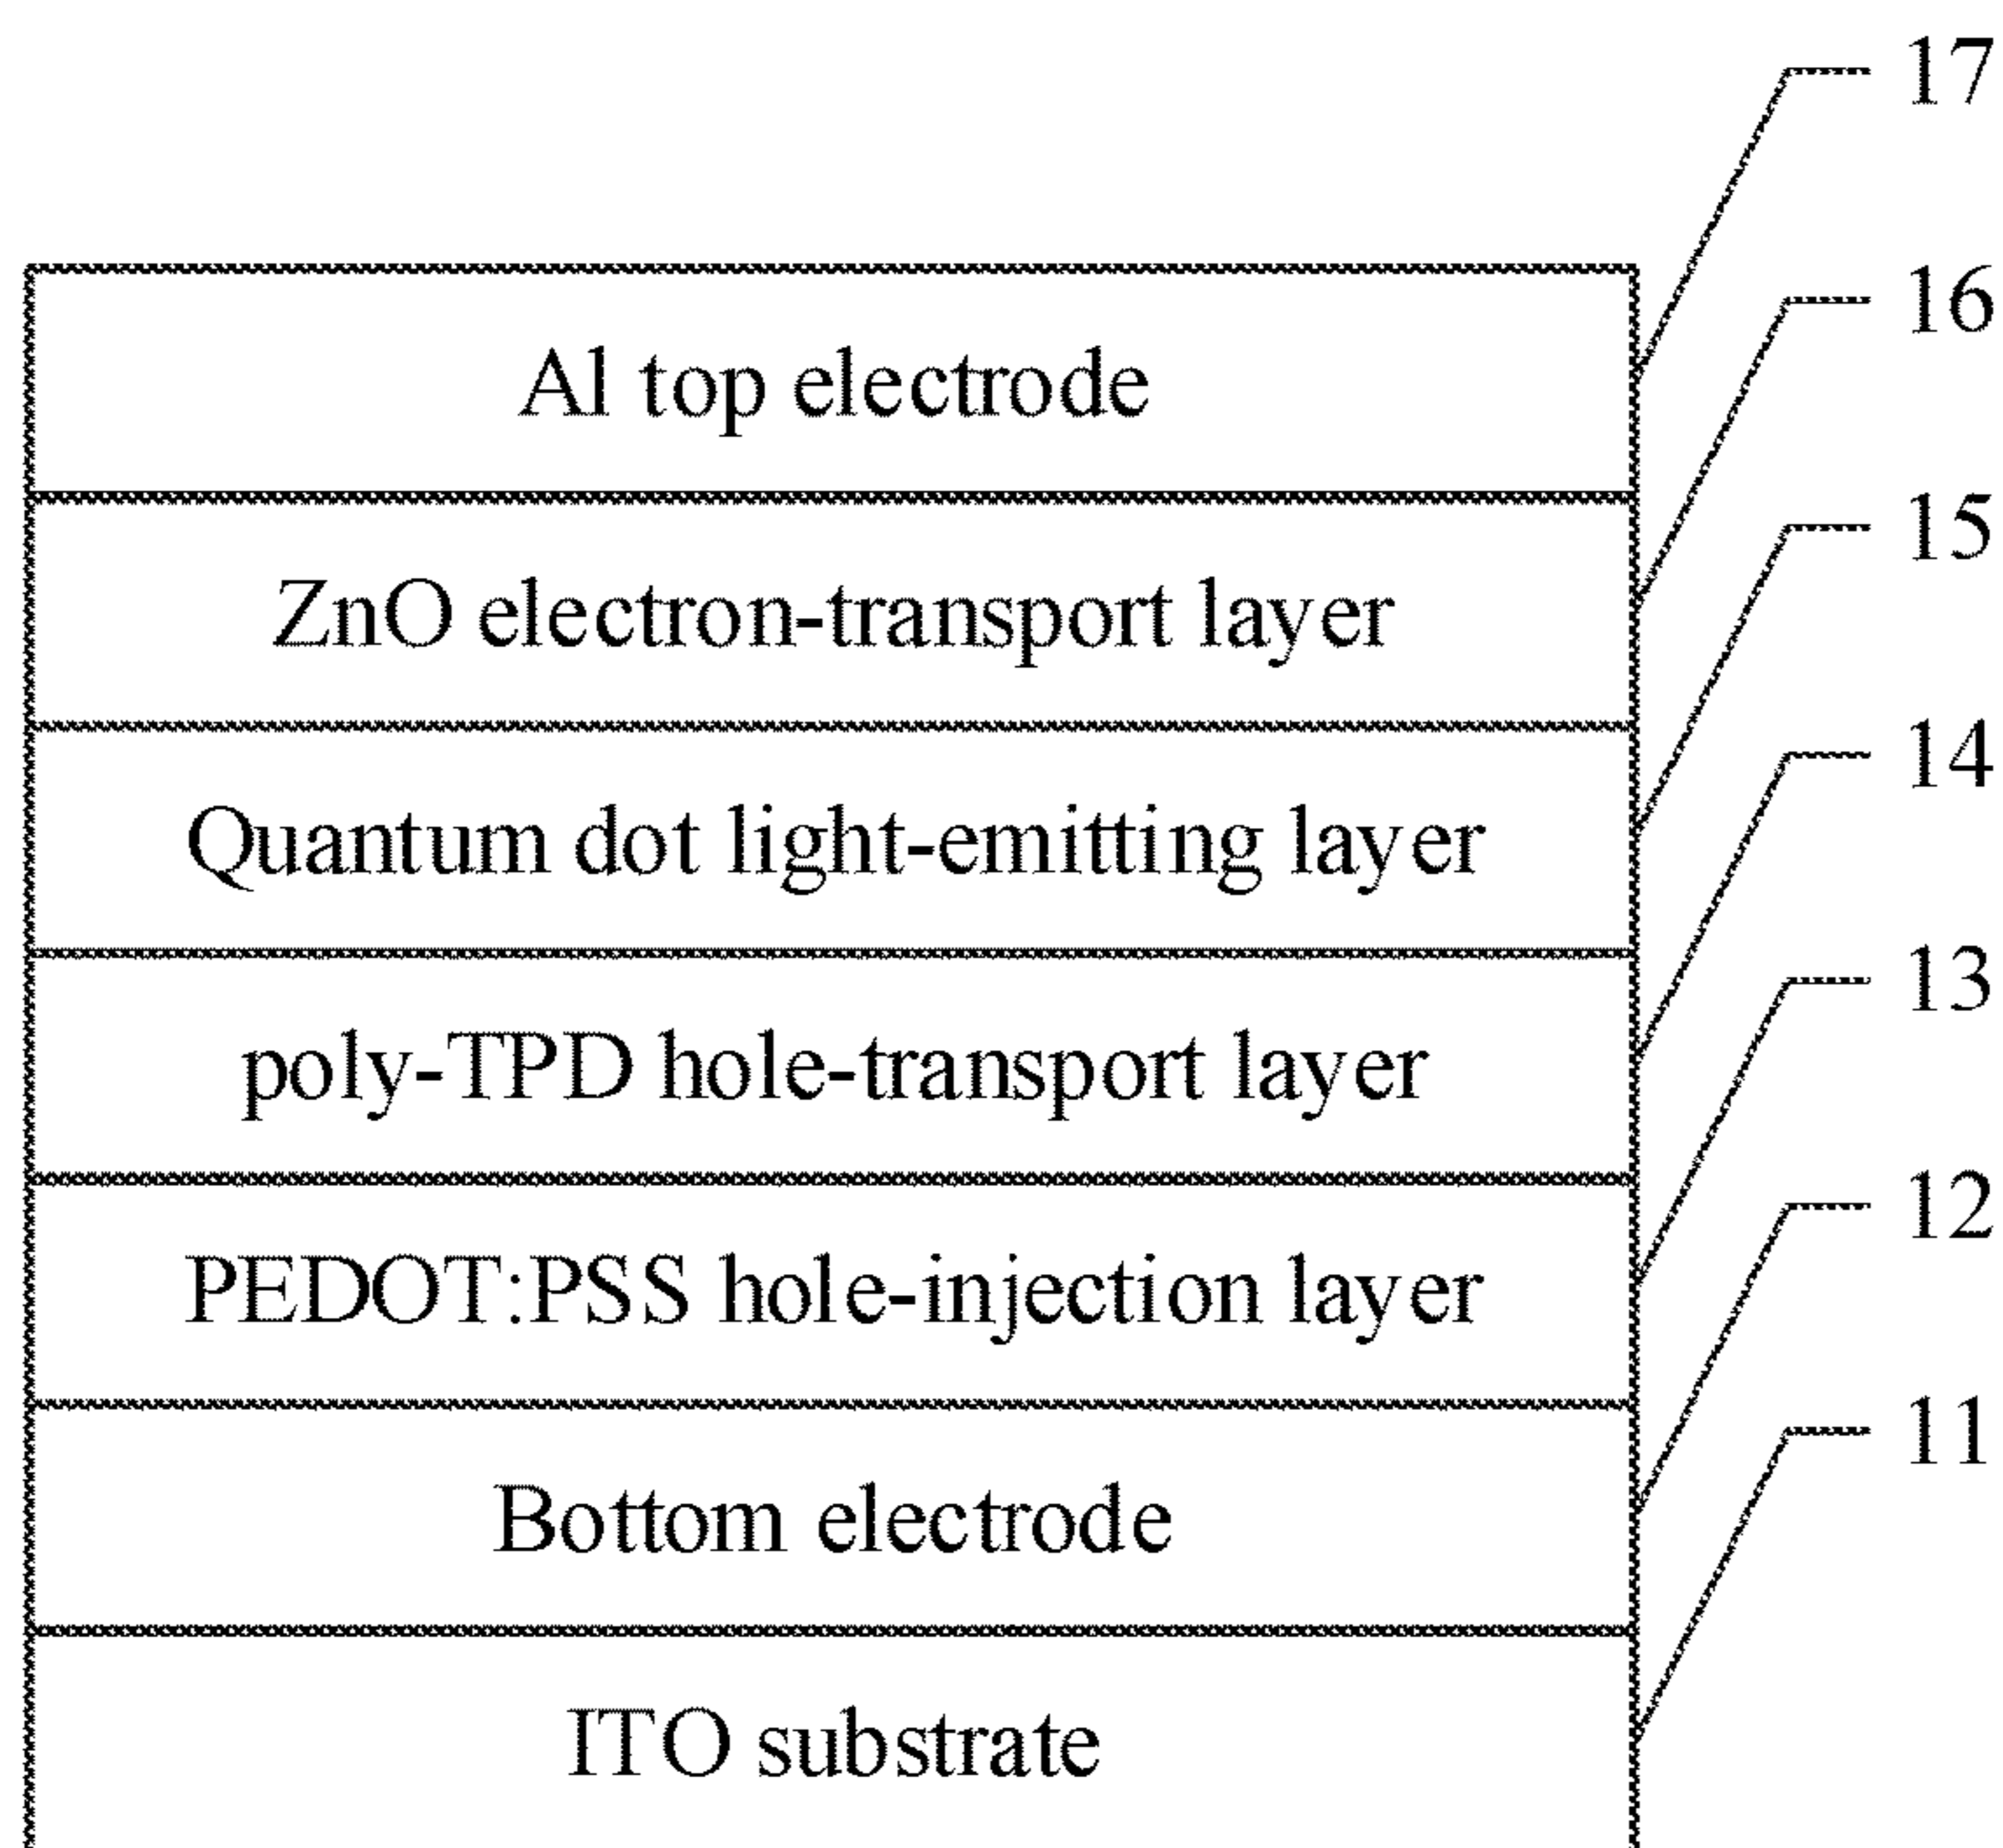 17
Al top electrode
16
ZnO electron-transport layer
15
Quantum dot light-emitting layer
14
poly-TPD hole-transport layer
13
PEDOT:PSS hole-injection layer
12
Bottom electrode
11
ITO substrate